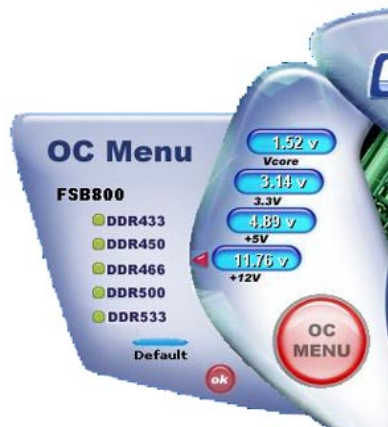 OC Menu
FSB800
DDR433
DDR450
DDR466
DDR500
DDR533
Default
ok
1.52 v
Vcore
3.14 v
3.3V
4.89 v
+5V
11.76 v
+12V
OC
MENU